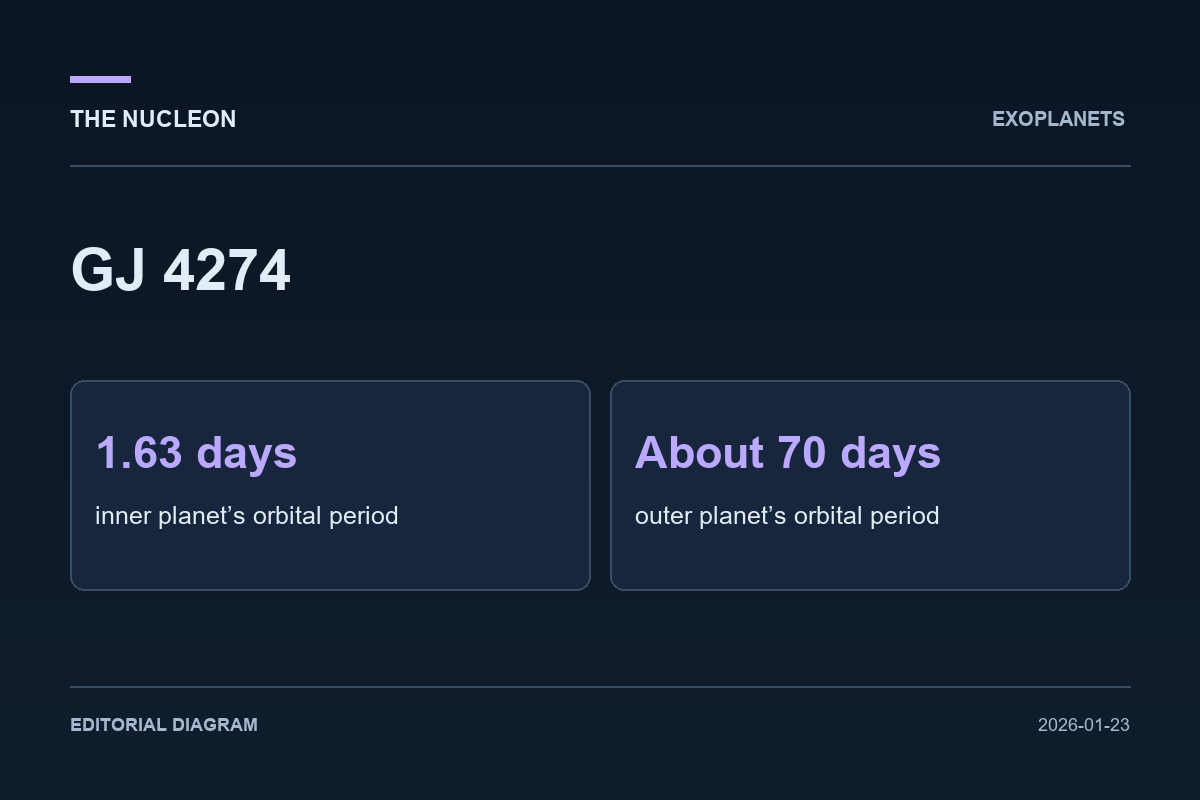 THE NUCLEON
EXOPLANETS
GJ 4274
1.63 days
inner planet’s orbital period
About 70 days
outer planet’s orbital period
EDITORIAL DIAGRAM
2026-01-23